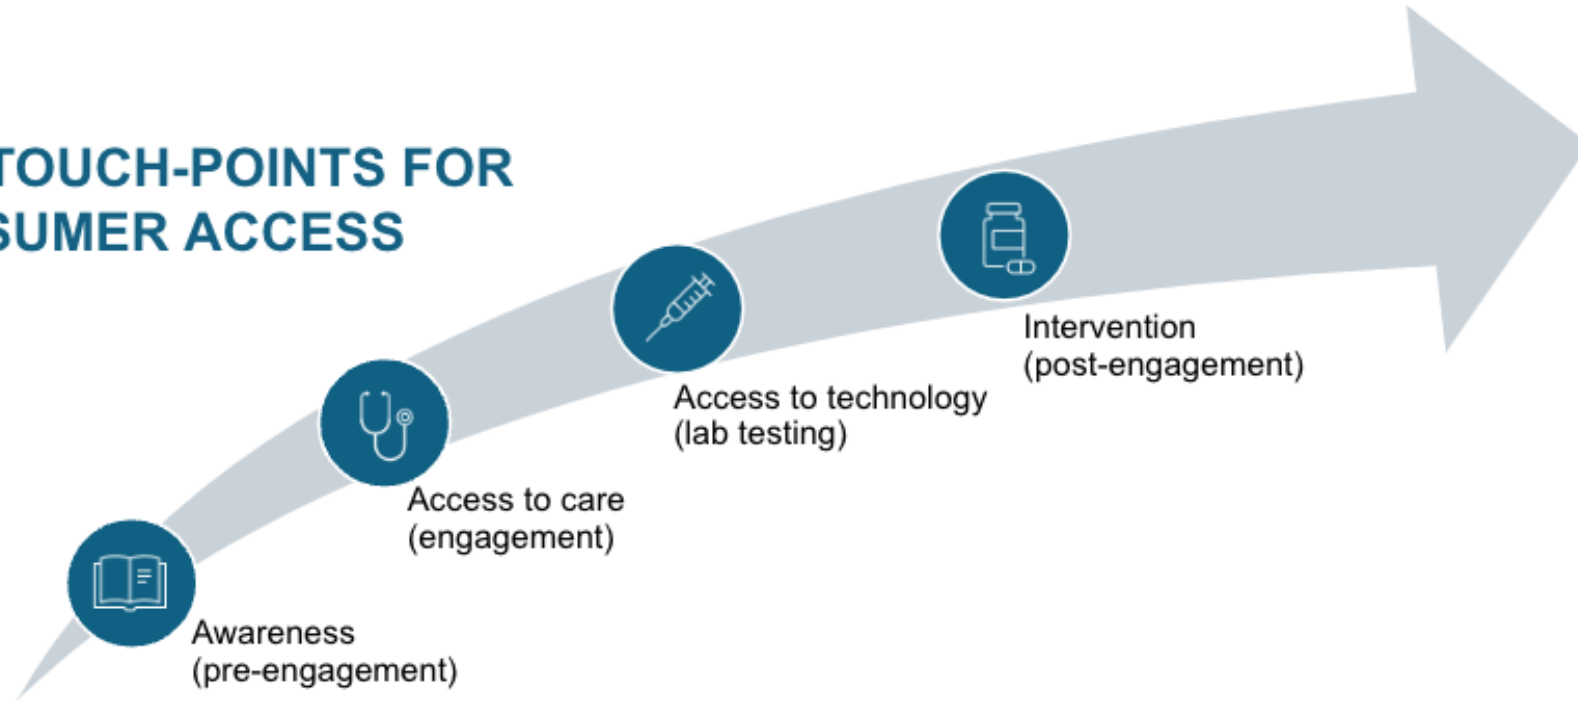 TOUCH-POINTS FOR
SUMER ACCESS
Intervention
(post-engagement)
Access to technology
(lab testing)
Access to care
(engagement)
Awareness
(pre-engagement)